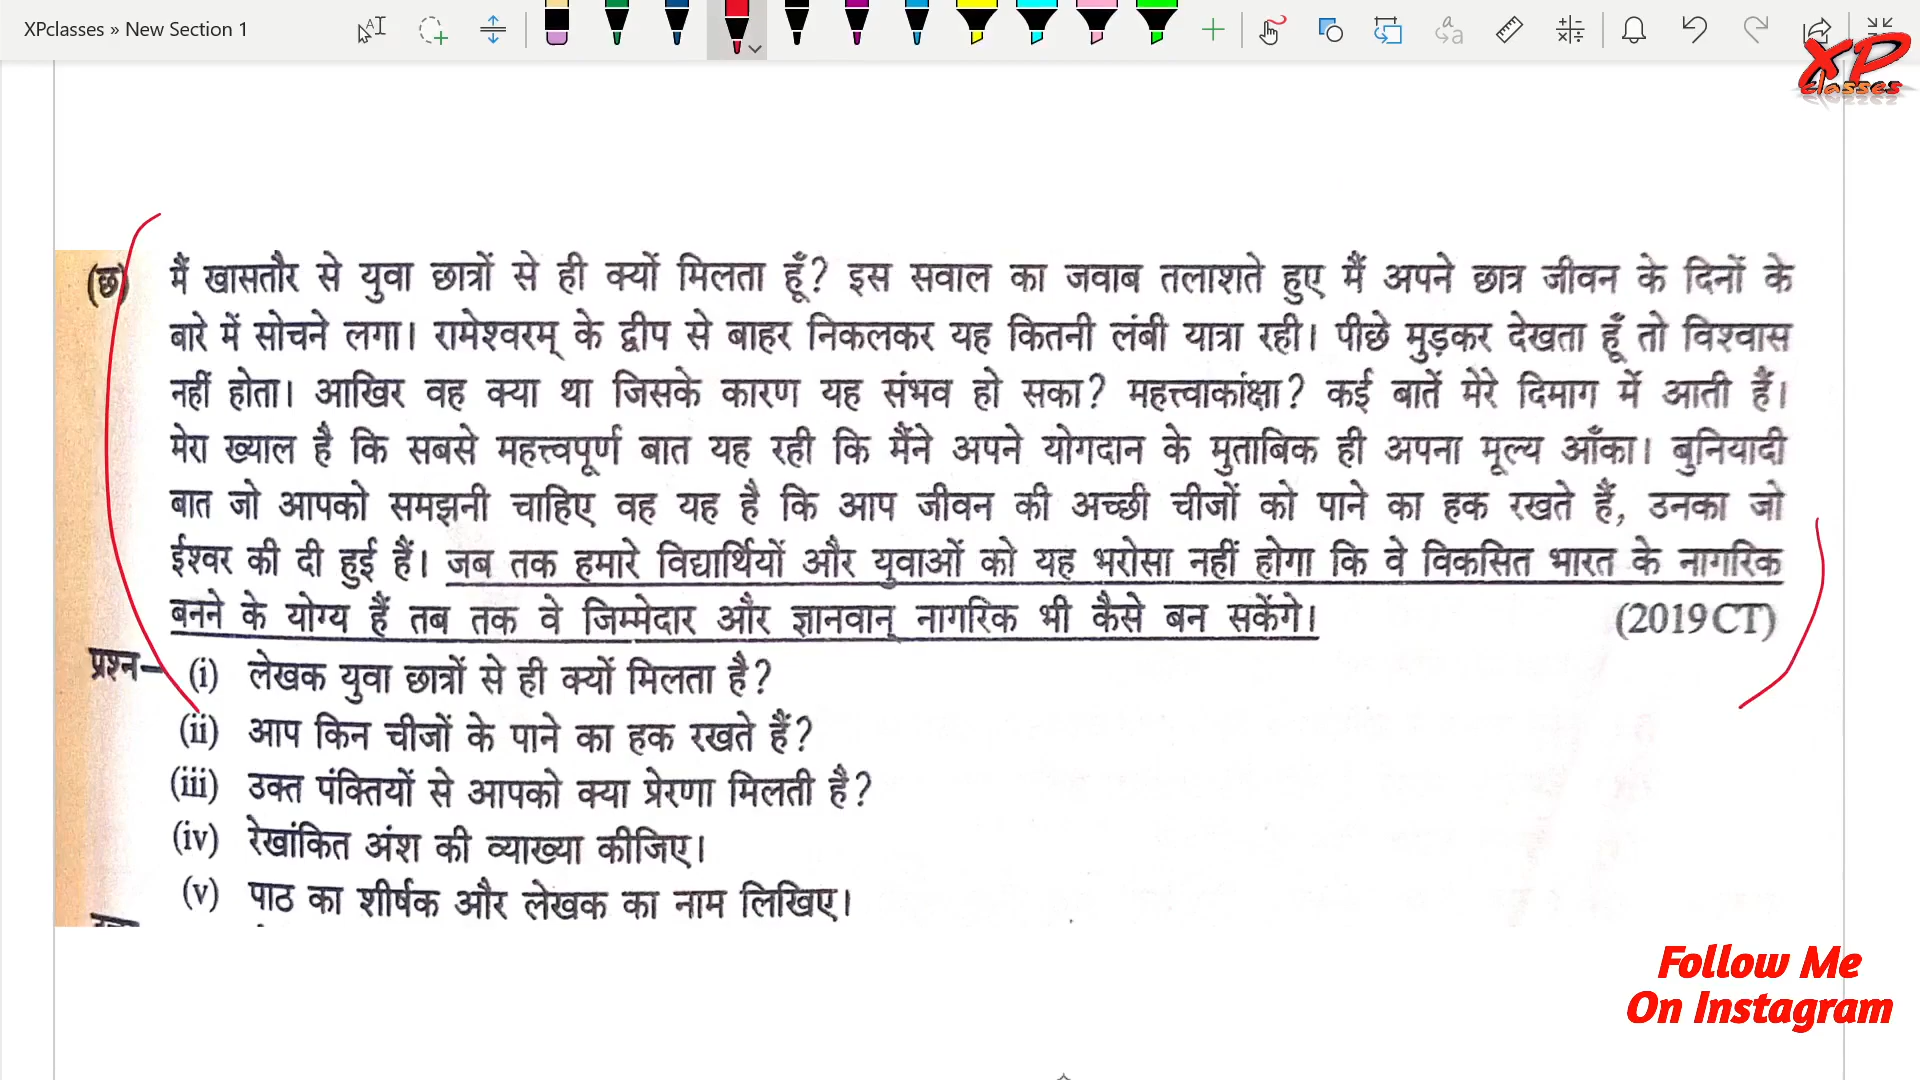 XPclasses » New Section 1
XP
classes
(छ) मैं खासतौर से युवा छात्रों से ही क्यों मिलता हूँ? इस सवाल का जवाब तलाशते हुए मैं अपने छात्र जीवन के दिनों के
बारे में सोचने लगा। रामेश्वरम् के द्वीप से बाहर निकलकर यह कितनी लंबी यात्रा रही। पीछे मुड़कर देखता हूँ तो विश्वास
नहीं होता। आखिर वह क्या था जिसके कारण यह संभव हो सका? महत्त्वाकांक्षा? कई बातें मेरे दिमाग में आती हैं।
मेरा ख्याल है कि सबसे महत्त्वपूर्ण बात यह रही कि मैंने अपने योगदान के मुताबिक ही अपना मूल्य आँका। बुनियादी
बात जो आपको समझनी चाहिए वह यह है कि आप जीवन की अच्छी चीजों को पाने का हक रखते हैं, उनका जो
ईश्वर की दी हुई हैं। जब तक हमारे विद्यार्थियों और युवाओं को यह भरोसा नहीं होगा कि वे विकसित भारत के नागरिक
बनने के योग्य हैं तब तक वे जिम्मेदार और ज्ञानवान् नागरिक भी कैसे बन सकेंगे। (2019CT)
प्रश्न– (i) लेखक युवा छात्रों से ही क्यों मिलता है?
(ii) आप किन चीजों के पाने का हक रखते हैं?
(iii) उक्त पंक्तियों से आपको क्या प्रेरणा मिलती है?
(iv) रेखांकित अंश की व्याख्या कीजिए।
(v) पाठ का शीर्षक और लेखक का नाम लिखिए।
Follow Me
On Instagram